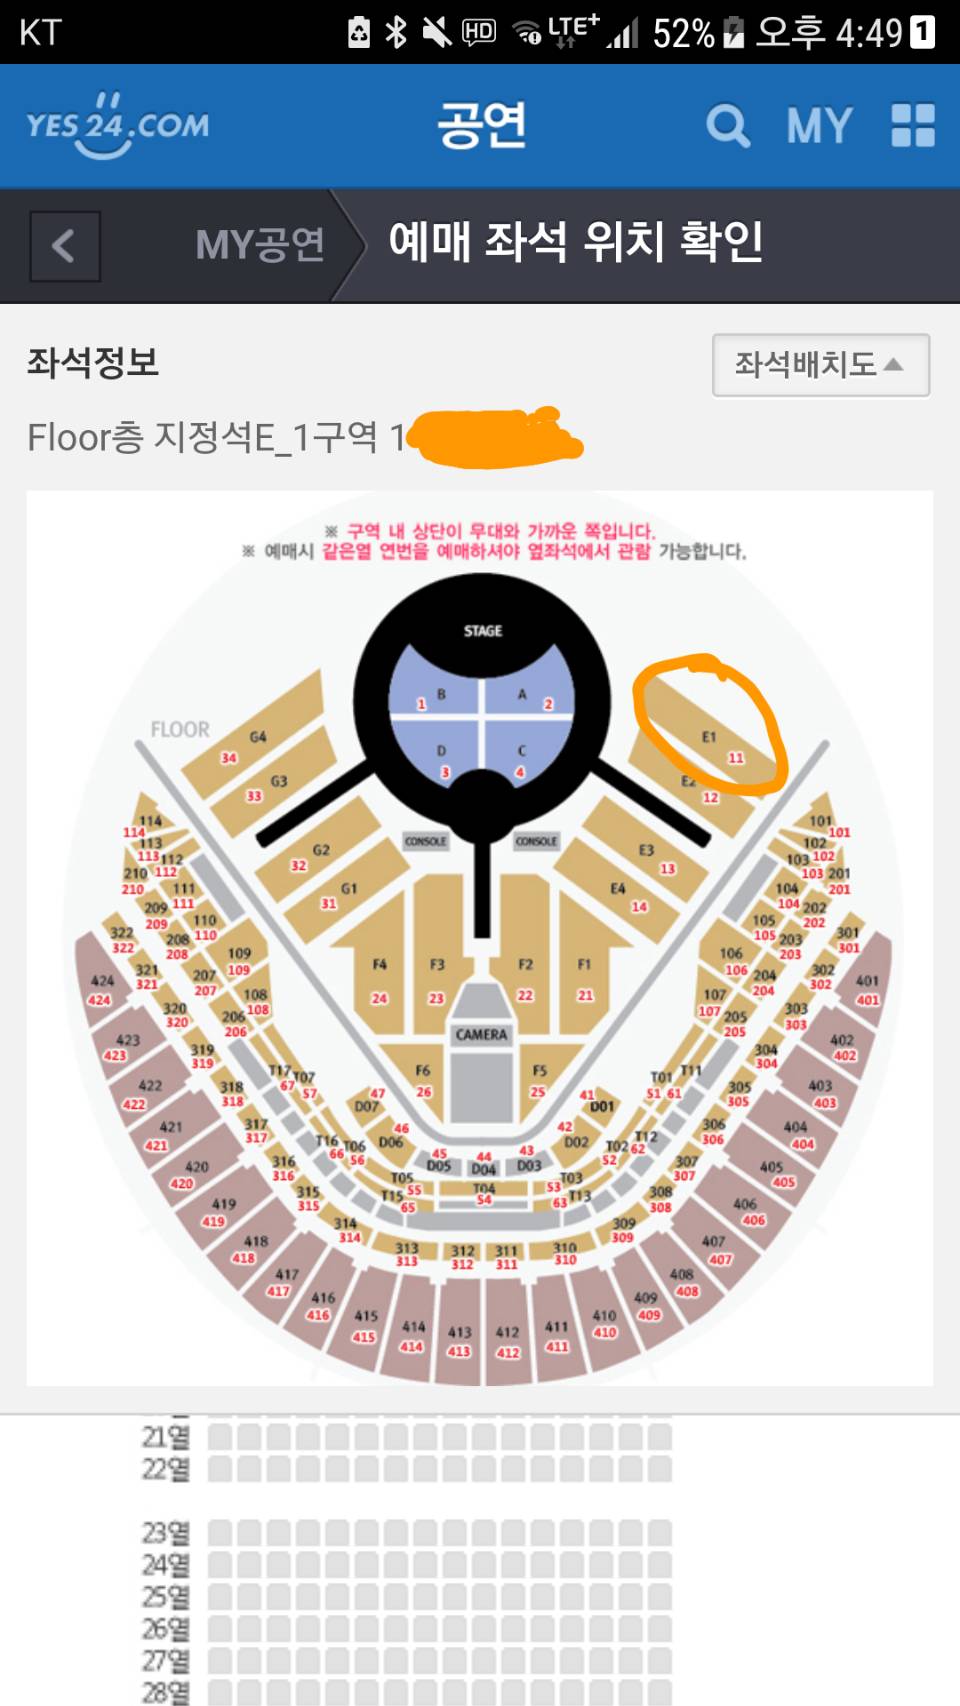 KT HD LTE+ 52% 오후 4:49 1
YES24.COM 공연 MY
MY공연 예매 좌석 위치 확인
좌석정보 좌석배치도
Floor층 지정석E_1구역 1
※ 구역 내 상단이 무대와 가까운 쪽입니다.
※ 예매시 같은열 연번을 예매하셔야 옆좌석에서 관람 가능합니다.
STAGE
B 1 A 2
D 3 C 4
FLOOR
G4 34
G3 33
G2 32
G1 31
E1 11
E2 12
E3 13
E4 14
CONSOLE CONSOLE
F4 24 F3 23 F2 22 F1 21
CAMERA
F6 26 F5 25
114 114
113 113
112 112
111 111
110 110
109 109
108 108
210 210
209 209
208 208
207 207
206 206
101 101
102 102
103 103
104 104
105 105
106 106
107 107
201 201
202 202
203 203
204 204
205 205
322 322
321 321
320 320
319 319
318 318
317 317
316 316
315 315
314 314
313 313
312 312
311 311
310 310
309 309
308 308
307 307
306 306
305 305
304 304
303 303
302 302
301 301
T17 67 T07 57
T16 66 T06 56
T15 65 T05 55
T04 54
T03 53 T13 63
T02 52 T12 62
T01 51 T11 61
47 D07
46 D06
45 D05
44 D04
43 D03
42 D02
41 D01
424 424
423 423
422 422
421 421
420 420
419 419
418 418
417 417
416 416
415 415
414 414
413 413
412 412
411 411
410 410
409 409
408 408
407 407
406 406
405 405
404 404
403 403
402 402
401 401
21열
22열
23열
24열
25열
26열
27열
28열